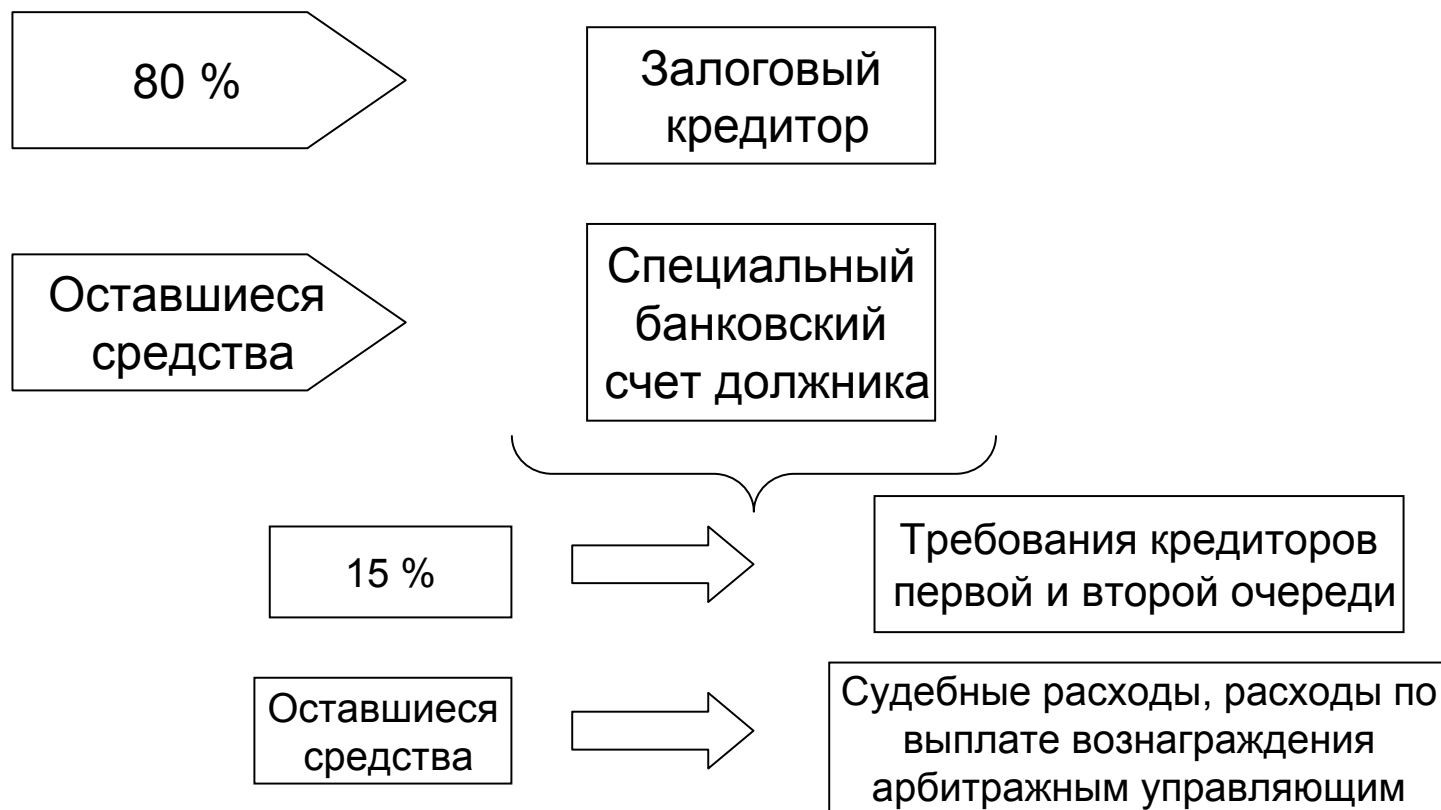 80 %
Залоговый
кредитор
Оставшиеся
средства
Специальный
банковский
счет должника
15 %
Требования кредиторов
первой и второй очереди
Оставшиеся
средства
Судебные расходы, расходы по
выплате вознаграждения
арбитражным управляющим